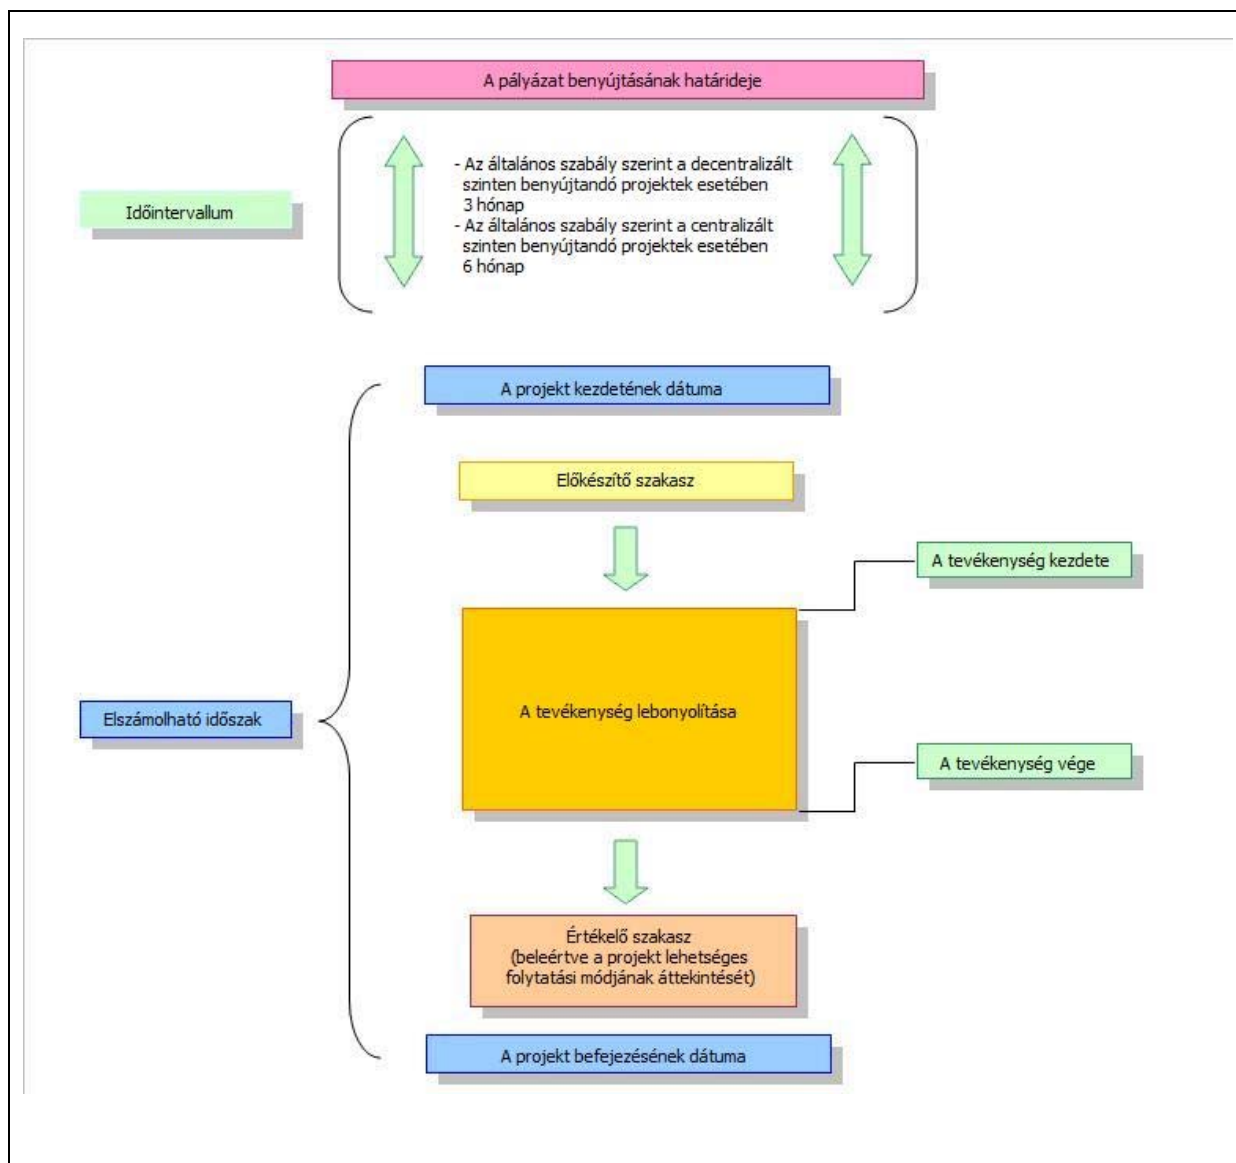 A pályázat benyújtásának határideje
Időintervallum
- Az általános szabály szerint a decentralizált
szinten benyújtandó projektek esetében
3 hónap
- Az általános szabály szerint a centralizált
szinten benyújtandó projektek esetében
6 hónap
A projekt kezdetének dátuma
Előkészítő szakasz
A tevékenység kezdete
Elszámolható időszak
A tevékenység lebonyolítása
A tevékenység vége
Értékelő szakasz
(beleértve a projekt lehetséges
folytatási módjának áttekintését)
A projekt befejezésének dátuma